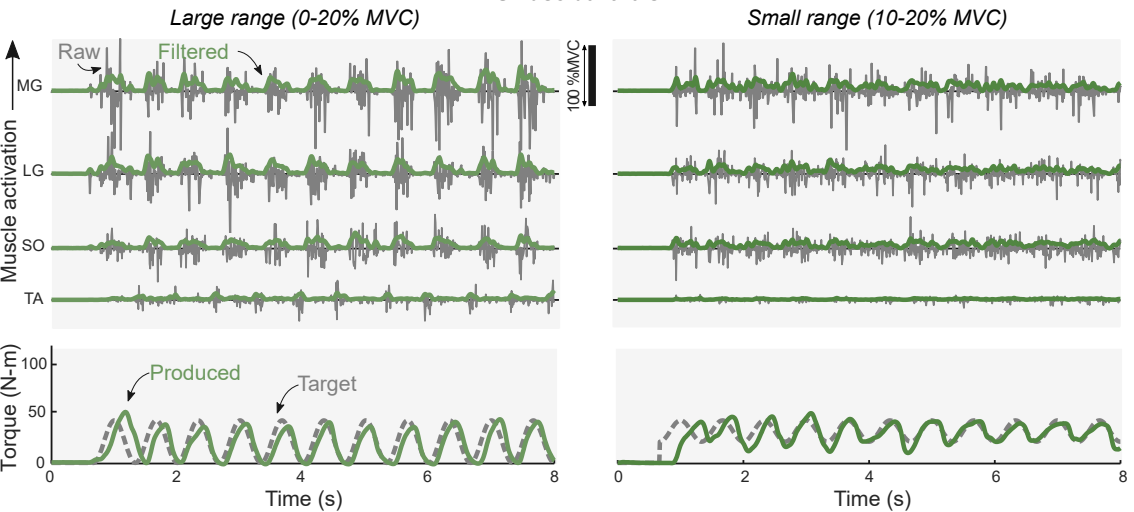 Large range (0-20% MVC)
Small range (10-20% MVC)
Raw
Filtered
100 %MVC
Muscle activation
MG
LG
SO
TA
Torque (N-m)
100
50
0
Produced
Target
0 2 4 6 8
0 2 4 6 8
Time (s)
Time (s)